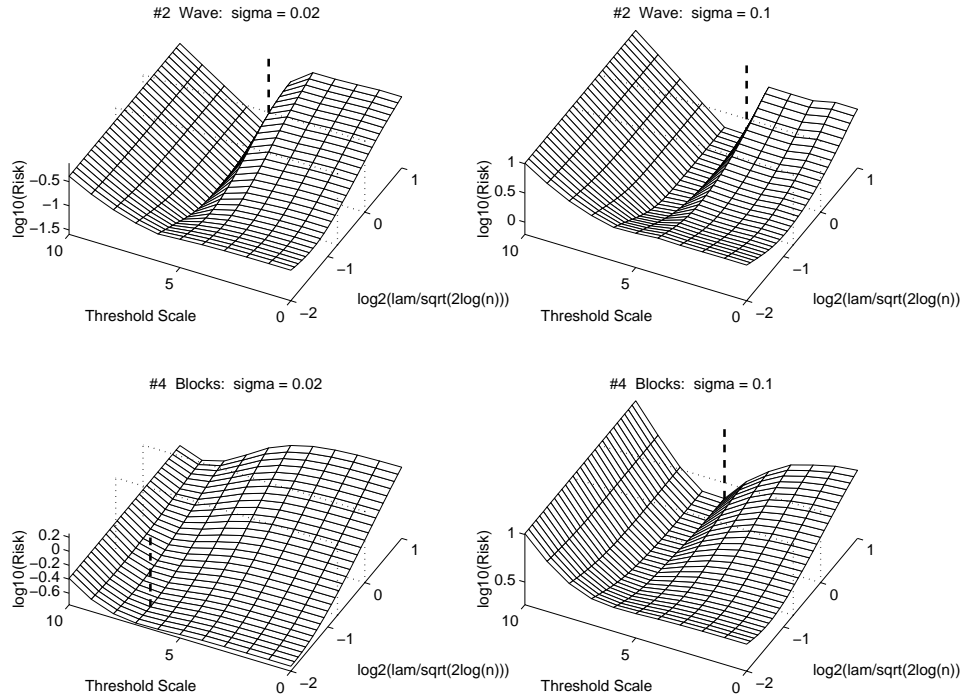 #2 Wave: sigma = 0.02
−0.5
−1
−1.5
log10(Risk)
10
5
0
Threshold Scale
−2
−1
0
1
log2(lam/sqrt(2log(n)))
#2 Wave: sigma = 0.1
1
0.5
0
log10(Risk)
10
5
0
Threshold Scale
−2
−1
0
1
log2(lam/sqrt(2log(n)))
#4 Blocks: sigma = 0.02
0.2
0
−0.2
−0.4
−0.6
log10(Risk)
10
5
0
Threshold Scale
−2
−1
0
1
log2(lam/sqrt(2log(n)))
#4 Blocks: sigma = 0.1
1
0.5
log10(Risk)
10
5
0
Threshold Scale
−2
−1
0
1
log2(lam/sqrt(2log(n)))